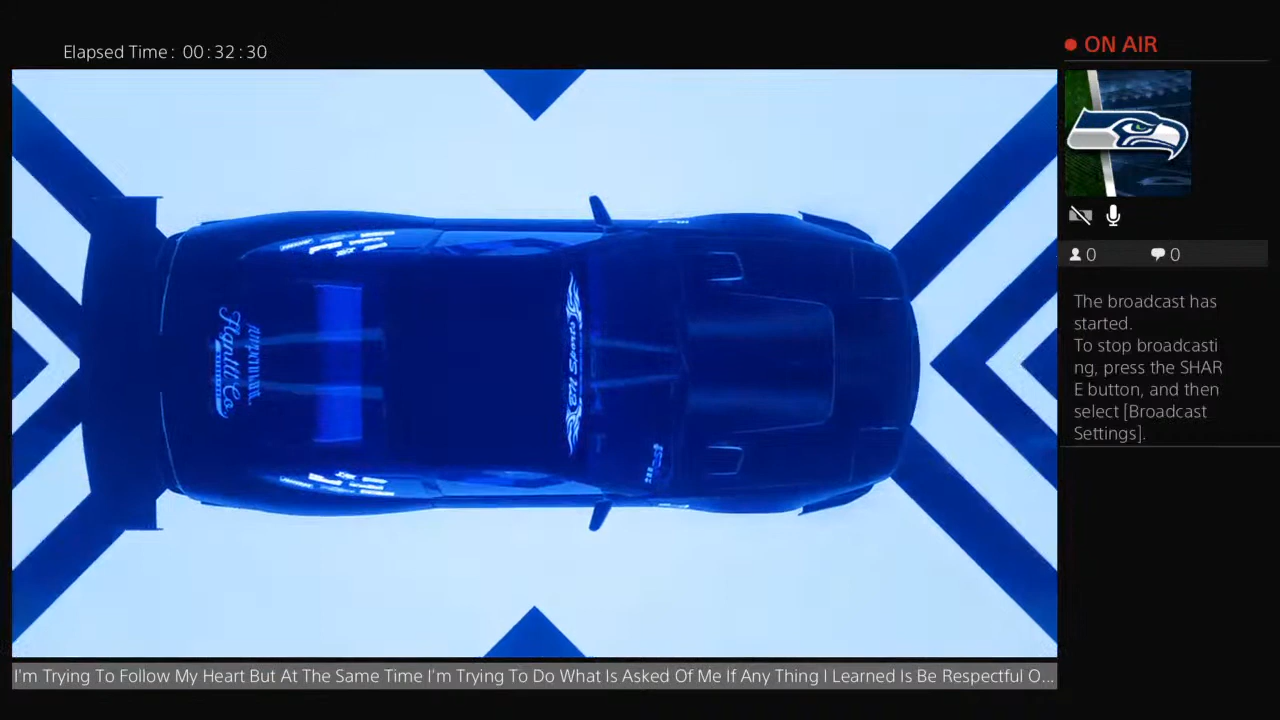 Elapsed Time: 00:32:30
ON AIR
0
0
The broadcast has
started.
To stop broadcasti
ng, press the SHAR
E button, and then
select [Broadcast
Settings].
I'm Trying To Follow My Heart But At The Same Time I'm Trying To Do What Is Asked Of Me If Any Thing I Learned Is Be Respectful O...